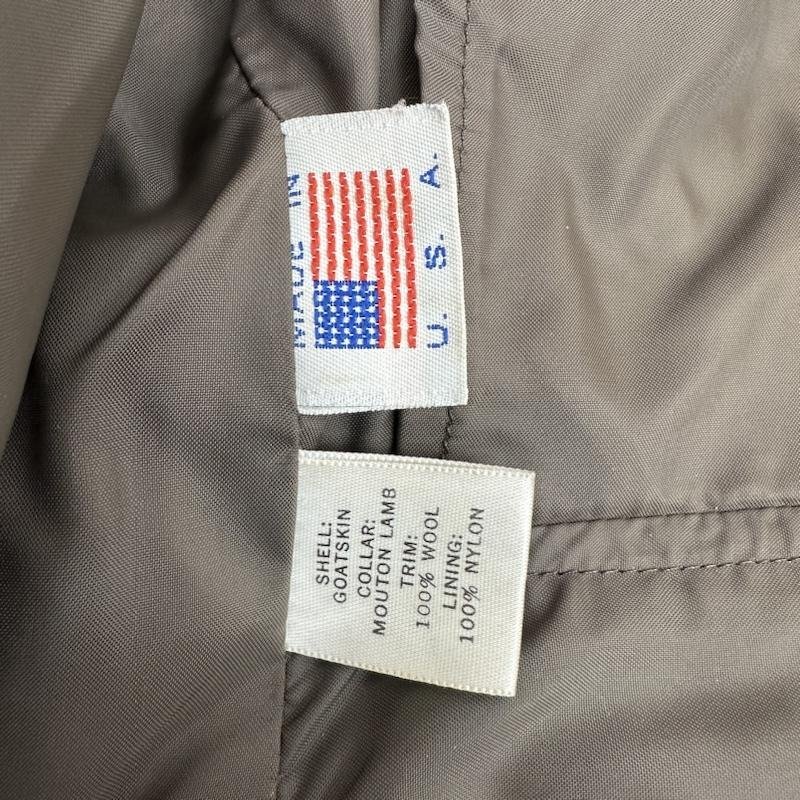 MADE IN
U. S. A.
SHELL:
GOATSKIN
COLLAR:
MOUTON LAMB
TRIM:
100% WOOL
LINING:
100% NYLON